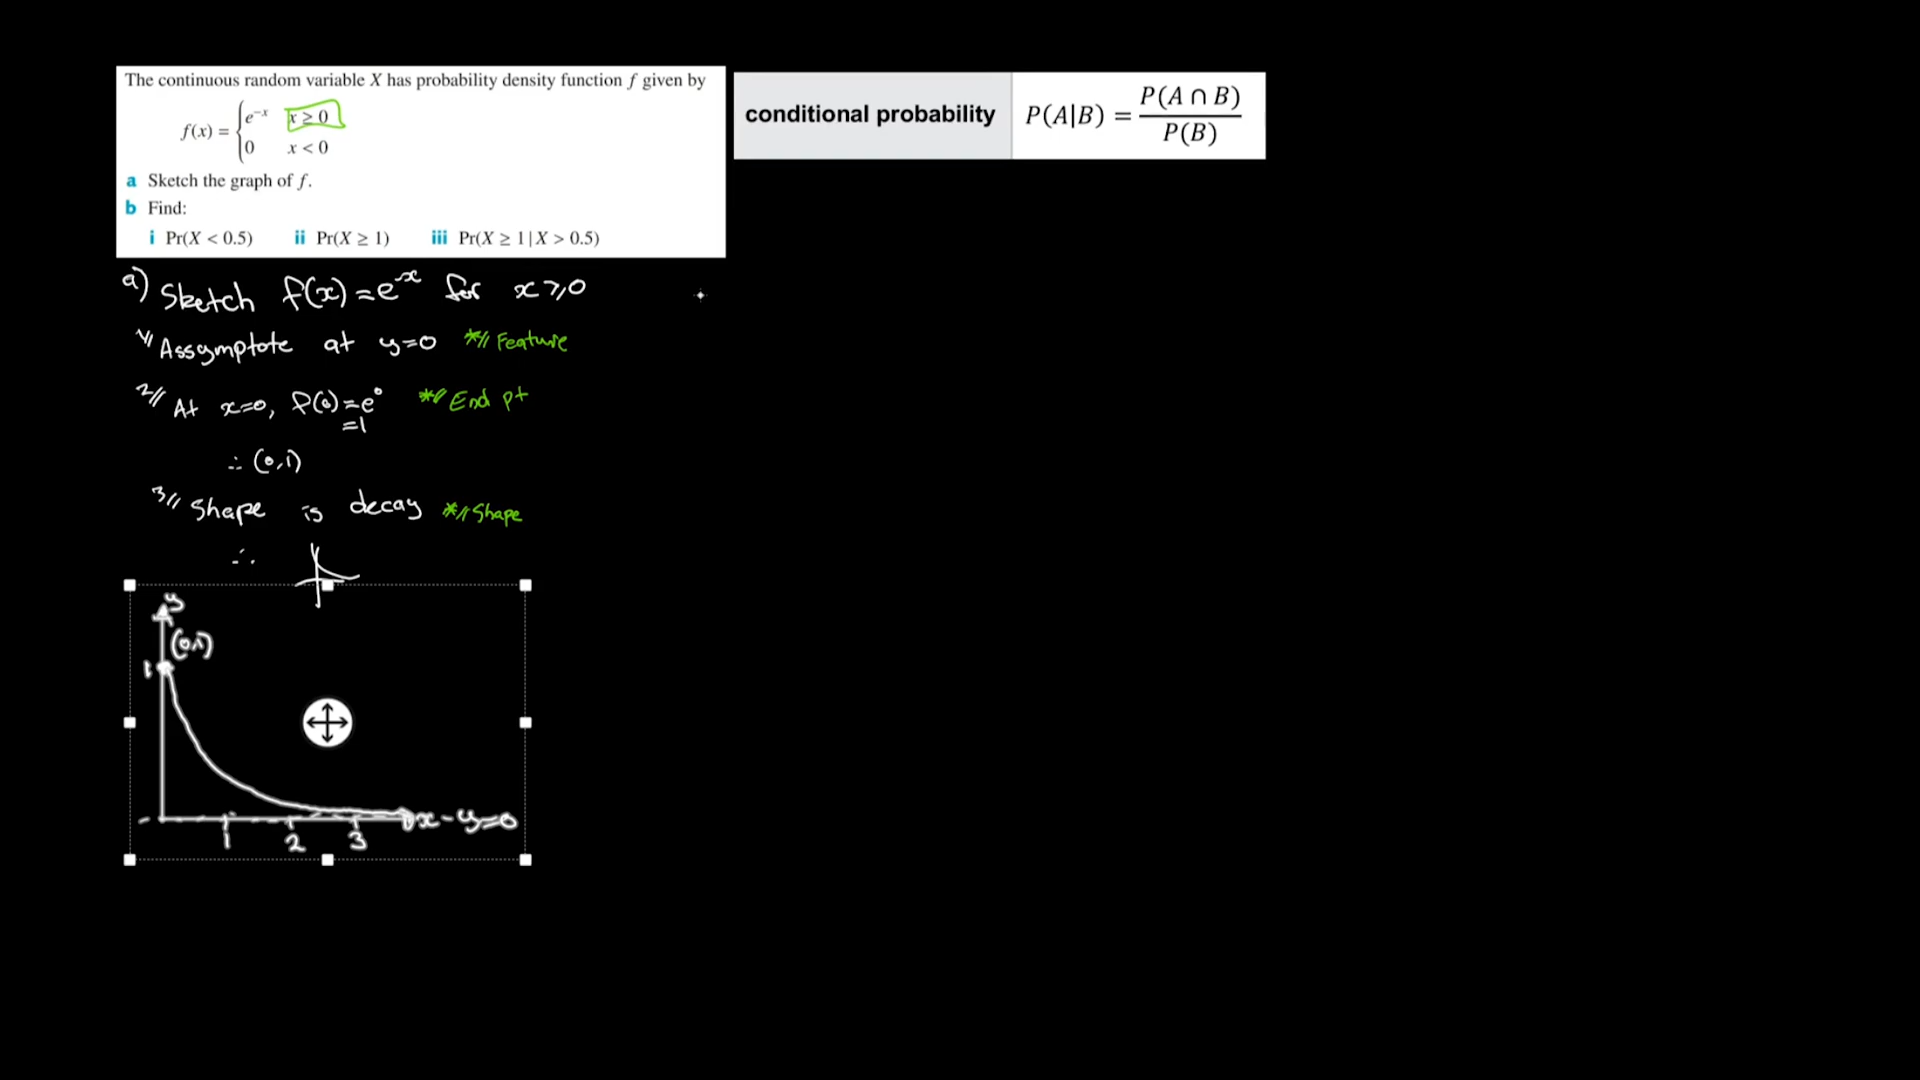 The continuous random variable X has probability density function f given by
f(x) = { e⁻ˣ x ≥ 0
0 x < 0
a Sketch the graph of f.
b Find:
i Pr(X < 0.5) ii Pr(X ≥ 1) iii Pr(X ≥ 1 | X > 0.5)
conditional probability P(A|B) = P(A ∩ B) / P(B)
a) Sketch f(x) = e⁻ˣ for x ≥ 0
1// Assymptote at y=0 *// Feature
2// At x=0, f(0) = e⁰ *// End pt
=1
∴ (0,1)
3// Shape is decay *// Shape
∴
y
(0,1)
1
x - y=0
1 2 3